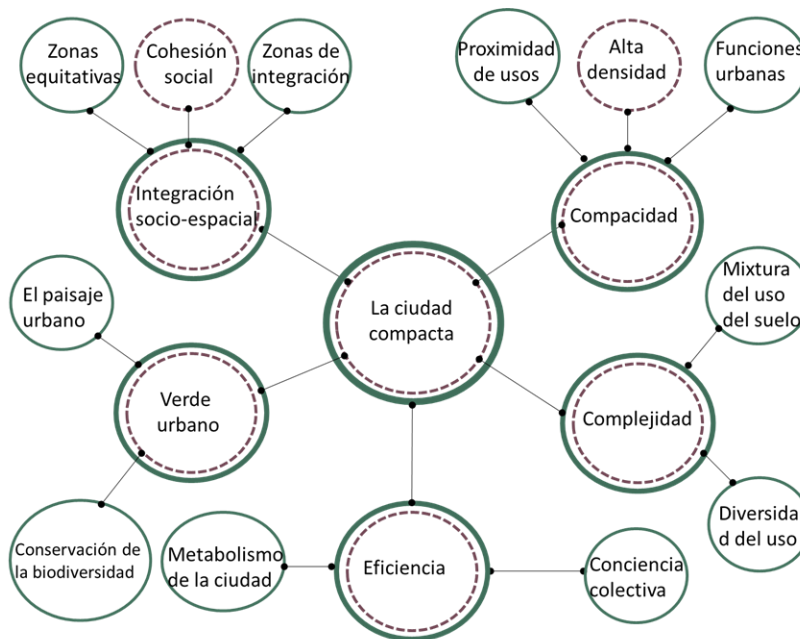 Zonas
equitativas
Cohesión
social
Zonas de
integración
Proximidad
de usos
Alta
densidad
Funciones
urbanas
Integración
socio-espacial
Compacidad
La ciudad
compacta
El paisaje
urbano
Mixtura
del uso
del suelo
Verde
urbano
Complejidad
Conservación de
la biodiversidad
Metabolismo
de la ciudad
Eficiencia
Conciencia
colectiva
Diversida
d del uso